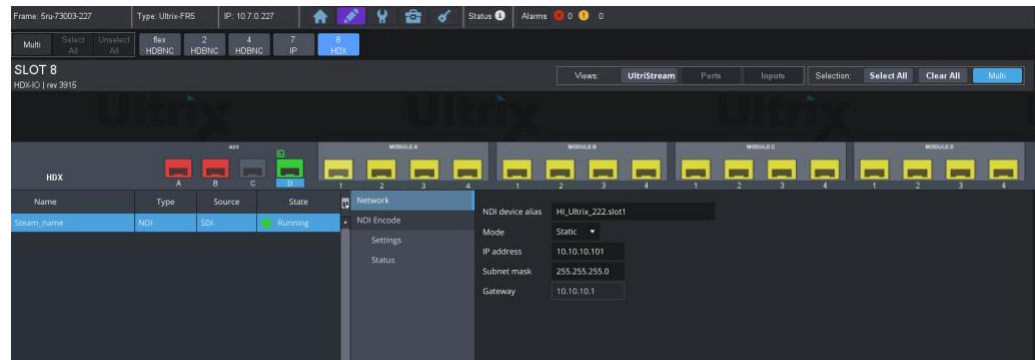 Frame: 5ru-73003-227 Type: Ultrix-FR5 IP: 10.7.0.227 Status Alarms 0 0
Multi Select All Unselect All flex HDBNC 2 HDBNC 4 HDBNC 7 IP 8 HDX
SLOT 8
HDX-IO | rev 3915
Views: UltriStream Ports Inputs Selection: Select All Clear All Multi
Ultrix Ultrix Ultrix
AUX MODULE A MODULE B MODULE C MODULE D
HDX
A B C D 1 2 3 4 1 2 3 4 1 2 3 4 1 2 3 4
Name Type Source State
Steam_name NDI SDI Running
Network
NDI Encode
Settings
Status
NDI device alias HI_Ultrix_222.slot1
Mode Static
IP address 10.10.10.101
Subnet mask 255.255.255.0
Gateway 10.10.10.1